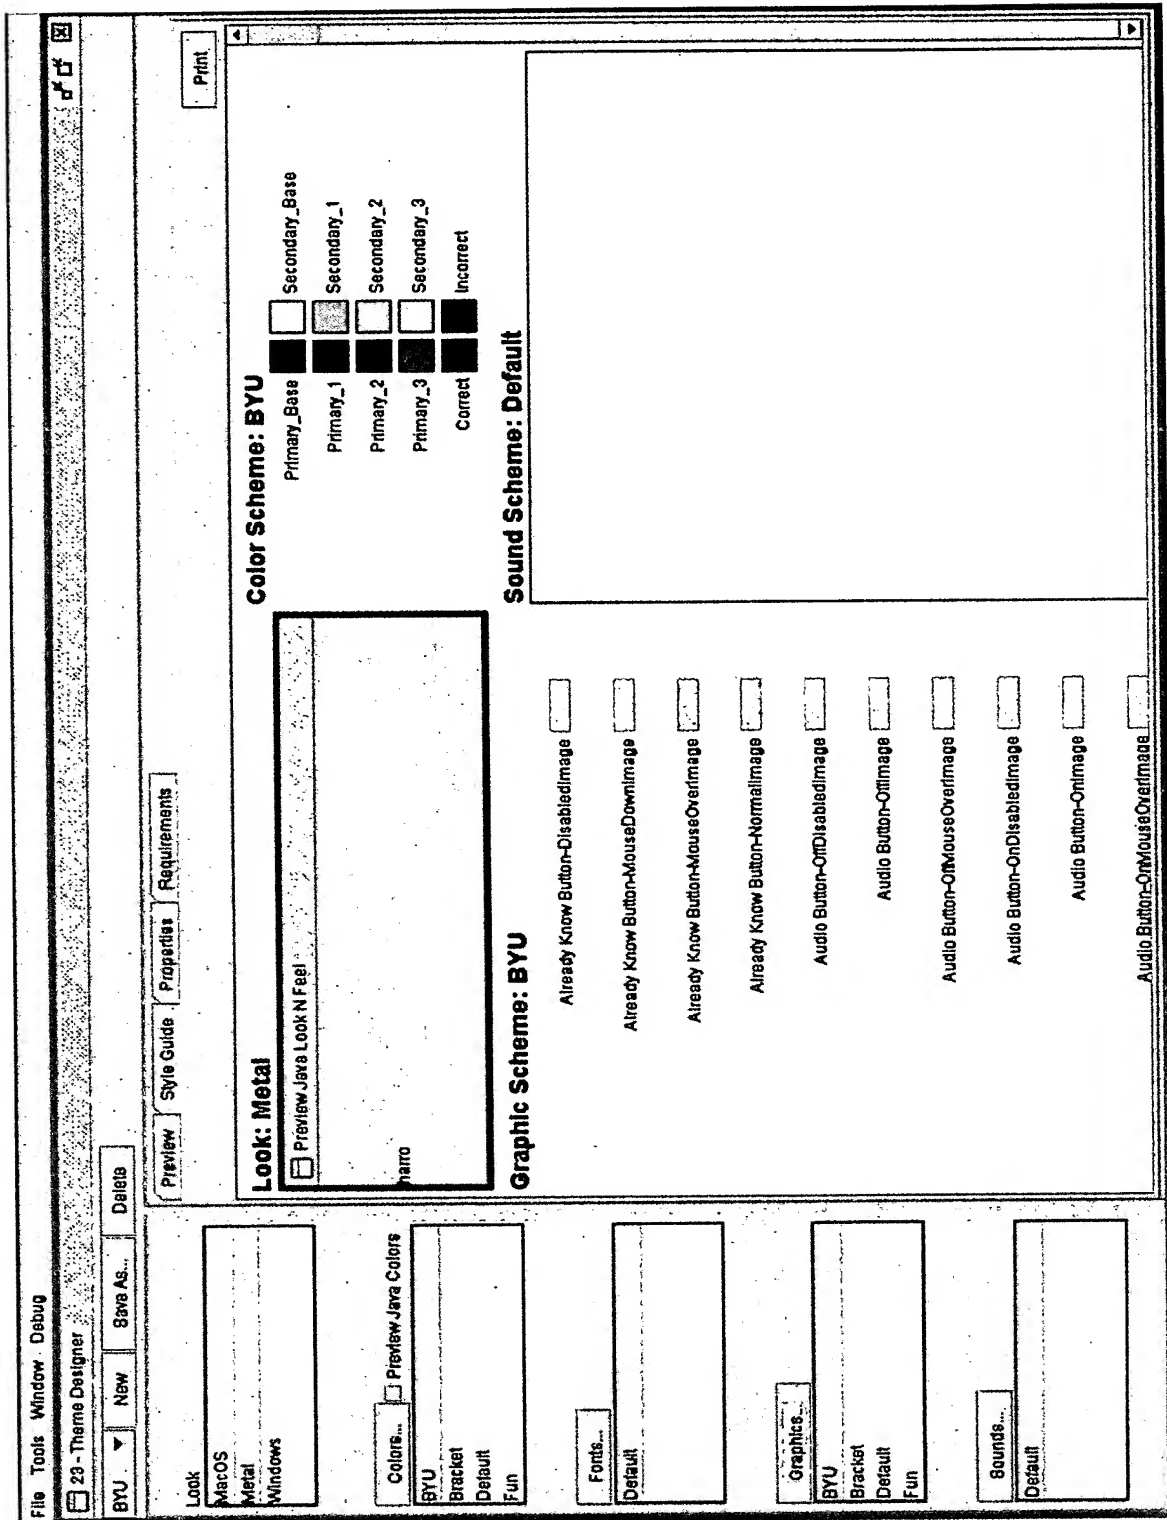 File Tools Window Debug
23 - Theme Designer
BYU New Save As... Delete
Look
MacOS
Metal
Windows
Colors... Preview Java Colors
BYU
Bracket
Default
Fun
Fonts...
Default
Graphics...
BYU
Bracket
Default
Fun
Sounds...
Default
Preview Style Guide Properties Requirements
Print
Look: Metal
Preview Java Look N Feel
harro
Color Scheme: BYU
Primary_Base Secondary_Base
Primary_1 Secondary_1
Primary_2 Secondary_2
Primary_3 Secondary_3
Correct Incorrect
Graphic Scheme: BYU
Already Know Button-DisabledImage
Already Know Button-MouseDownImage
Already Know Button-MouseOverImage
Already Know Button-NormalImage
Audio Button-OffDisabledImage
Audio Button-OffImage
Audio Button-OffMouseOverImage
Audio Button-OnDisabledImage
Audio Button-OnImage
Audio Button-OnMouseOverImage
Sound Scheme: Default